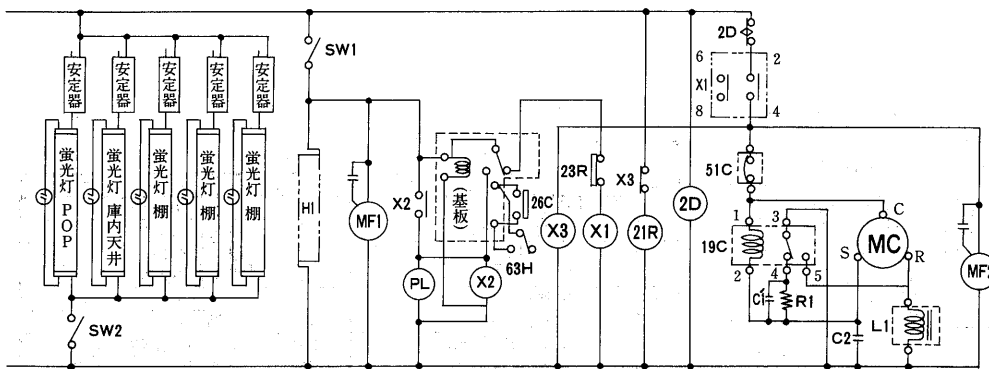 安定器
安定器
安定器
安定器
安定器
蛍光灯 POP
蛍光灯 庫内天井
蛍光灯 棚
蛍光灯 棚
蛍光灯 棚
SW2
SW1
H1
MF1
X2
PL
(基板)
X2
26C
63H
X3
23R
X1
X3
21R
2D
2D
6
2
X1
8
4
51C
1
3
19C
2
4
5
C1
R1
S
C
MC
R
C2
L1